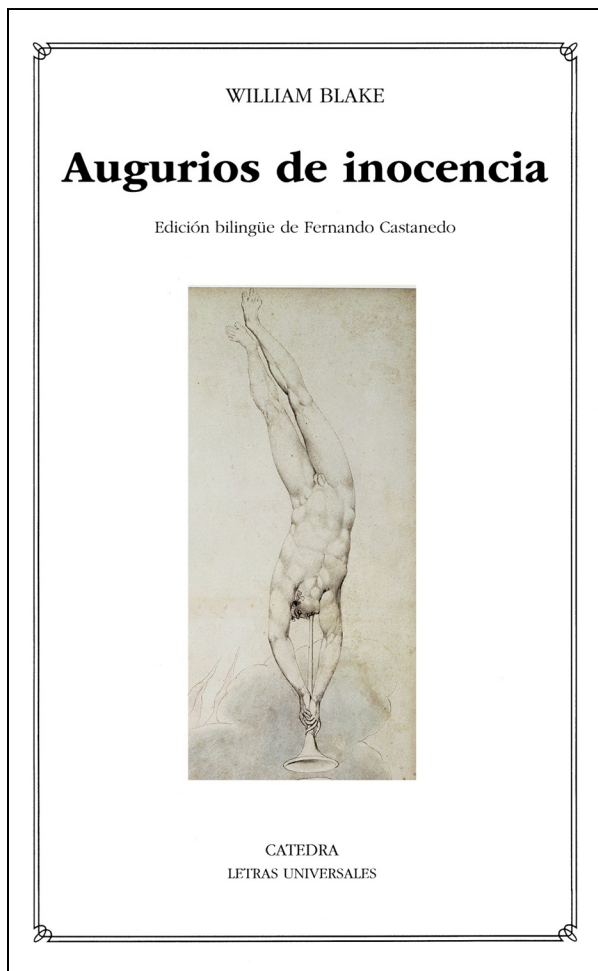 WILLIAM BLAKE
Augurios de inocencia
Edición bilingüe de Fernando Castanedo
CATEDRA
LETRAS UNIVERSALES